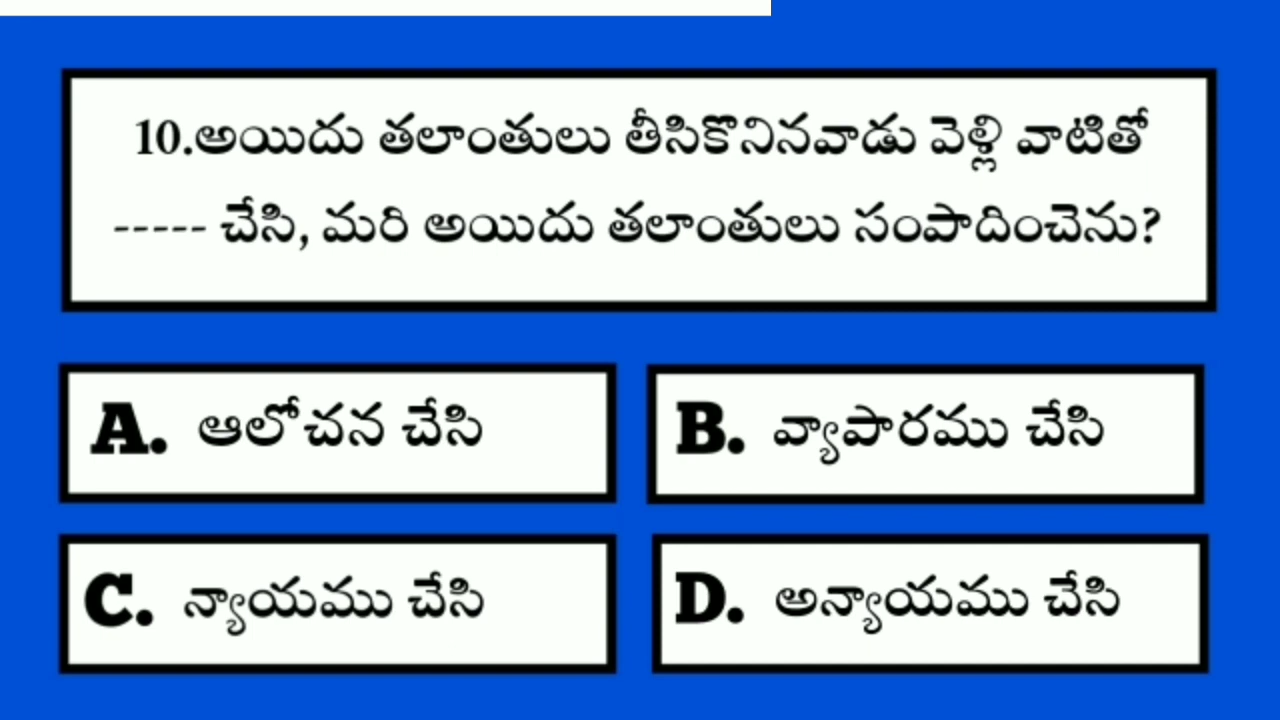 10.అయిదు తలాంతులు తీసికొనినవాడు వెళ్లి వాటితో
----- చేసి, మరి అయిదు తలాంతులు సంపాదించెను?
A. ఆలోచన చేసి
B. వ్యాపారము చేసి
C. న్యాయము చేసి
D. అన్యాయము చేసి